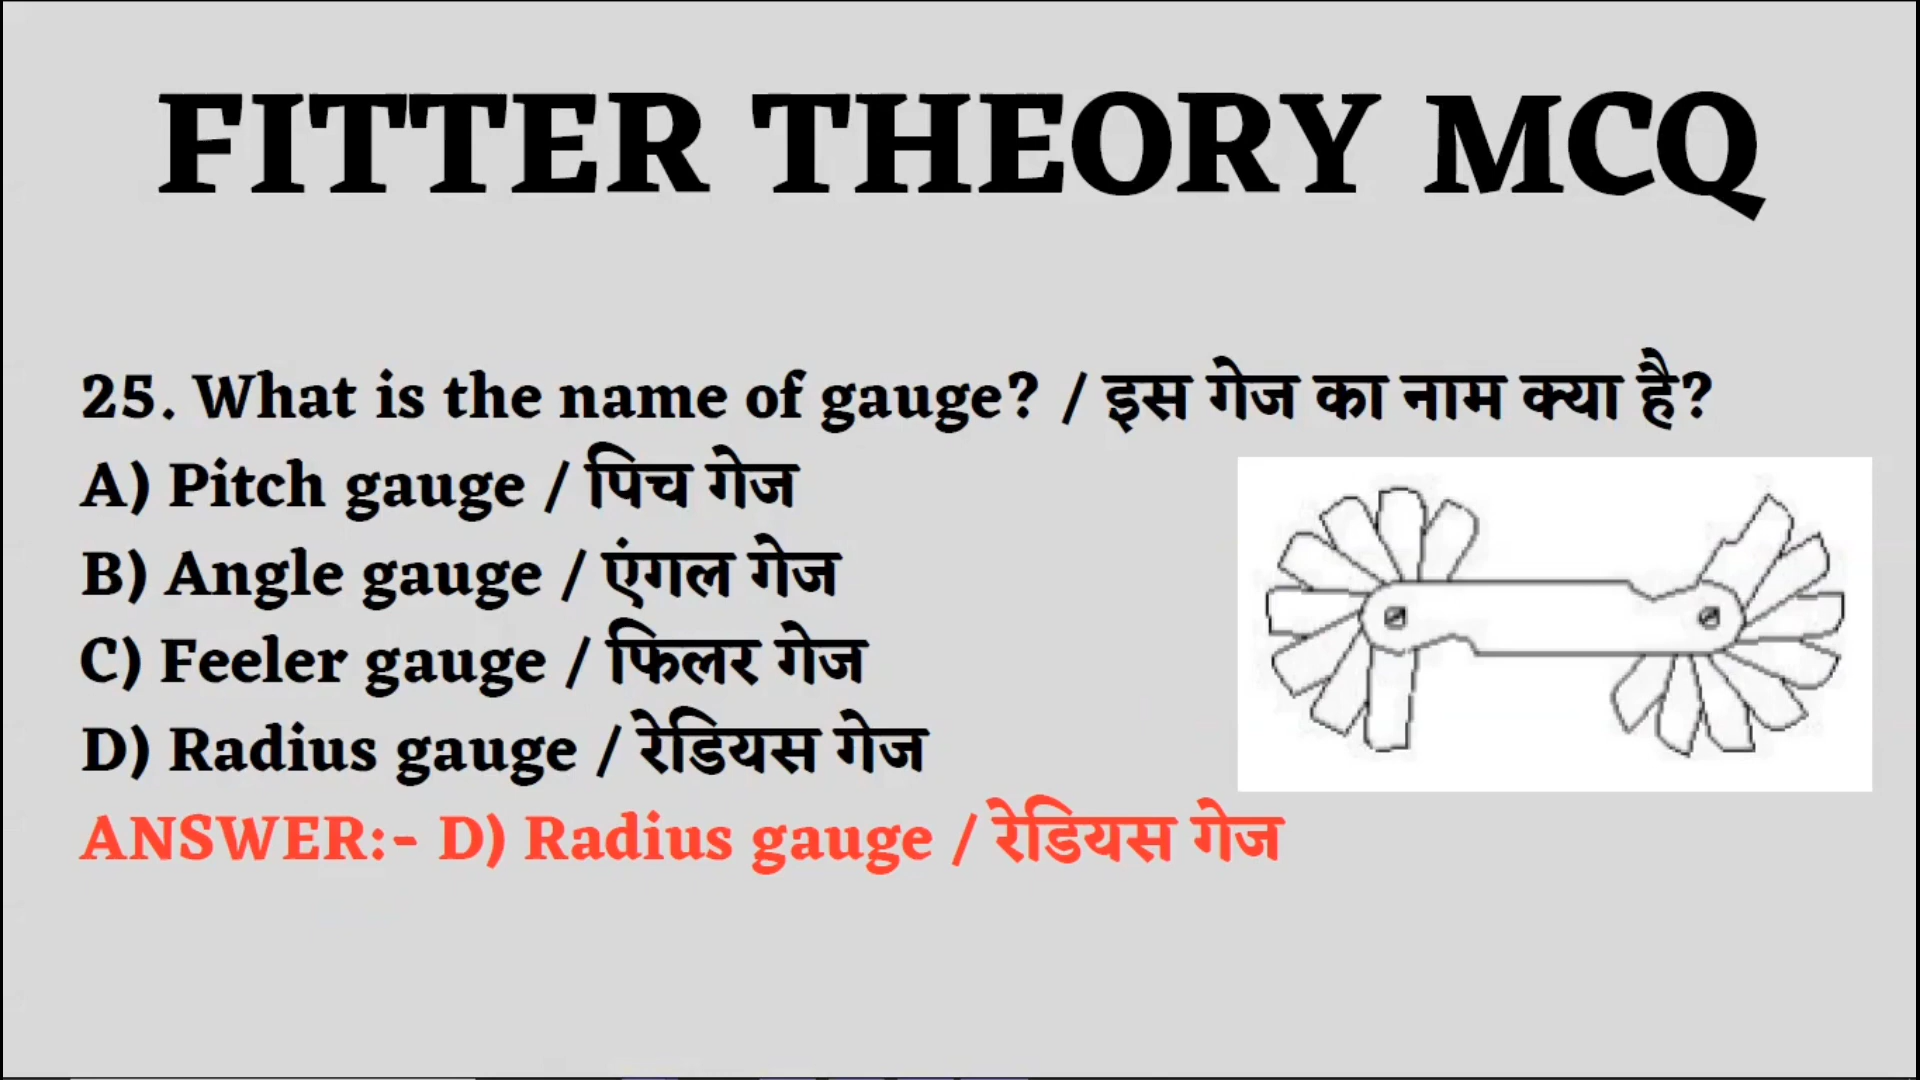 FITTER THEORY MCQ
25. What is the name of gauge? / इस गेज का नाम क्या है?
A) Pitch gauge / पिच गेज
B) Angle gauge / एंगल गेज
C) Feeler gauge / फिलर गेज
D) Radius gauge / रेडियस गेज
ANSWER:- D) Radius gauge / रेडियस गेज